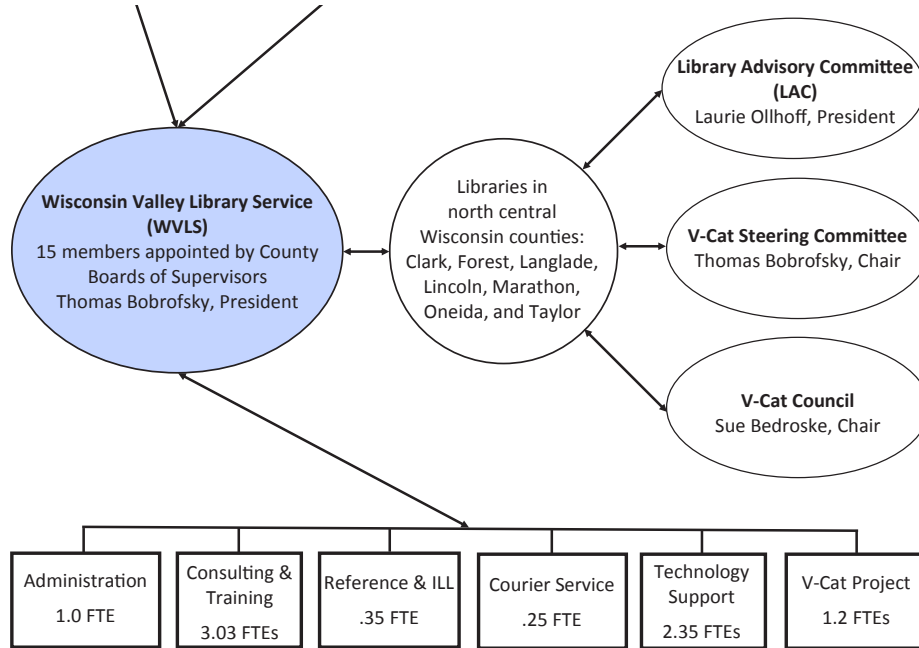 Library Advisory Committee
(LAC)
Laurie Ollhoff, President
Wisconsin Valley Library Service
(WVLS)
15 members appointed by County
Boards of Supervisors
Thomas Bobrofsky, President
Libraries in
north central
Wisconsin counties:
Clark, Forest, Langlade,
Lincoln, Marathon,
Oneida, and Taylor
V-Cat Steering Committee
Thomas Bobrofsky, Chair
V-Cat Council
Sue Bedroske, Chair
Administration
1.0 FTE
Consulting &
Training
3.03 FTEs
Reference & ILL
.35 FTE
Courier Service
.25 FTE
Technology
Support
2.35 FTEs
V-Cat Project
1.2 FTEs